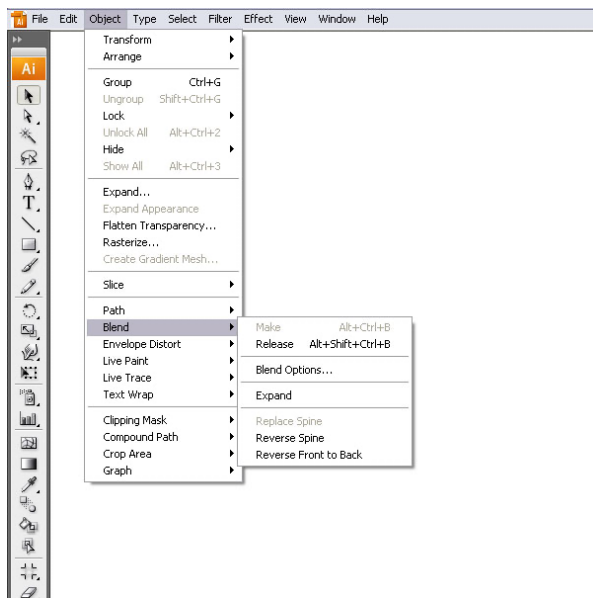 Ai File Edit Object Type Select Filter Effect View Window Help
Ai
T
Transform
Arrange
Group Ctrl+G
Ungroup Shift+Ctrl+G
Lock
Unlock All Alt+Ctrl+2
Hide
Show All Alt+Ctrl+3
Expand...
Expand Appearance
Flatten Transparency...
Rasterize...
Create Gradient Mesh...
Slice
Path
Blend
Envelope Distort
Live Paint
Live Trace
Text Wrap
Clipping Mask
Compound Path
Crop Area
Graph
Make Alt+Ctrl+B
Release Alt+Shift+Ctrl+B
Blend Options...
Expand
Replace Spine
Reverse Spine
Reverse Front to Back